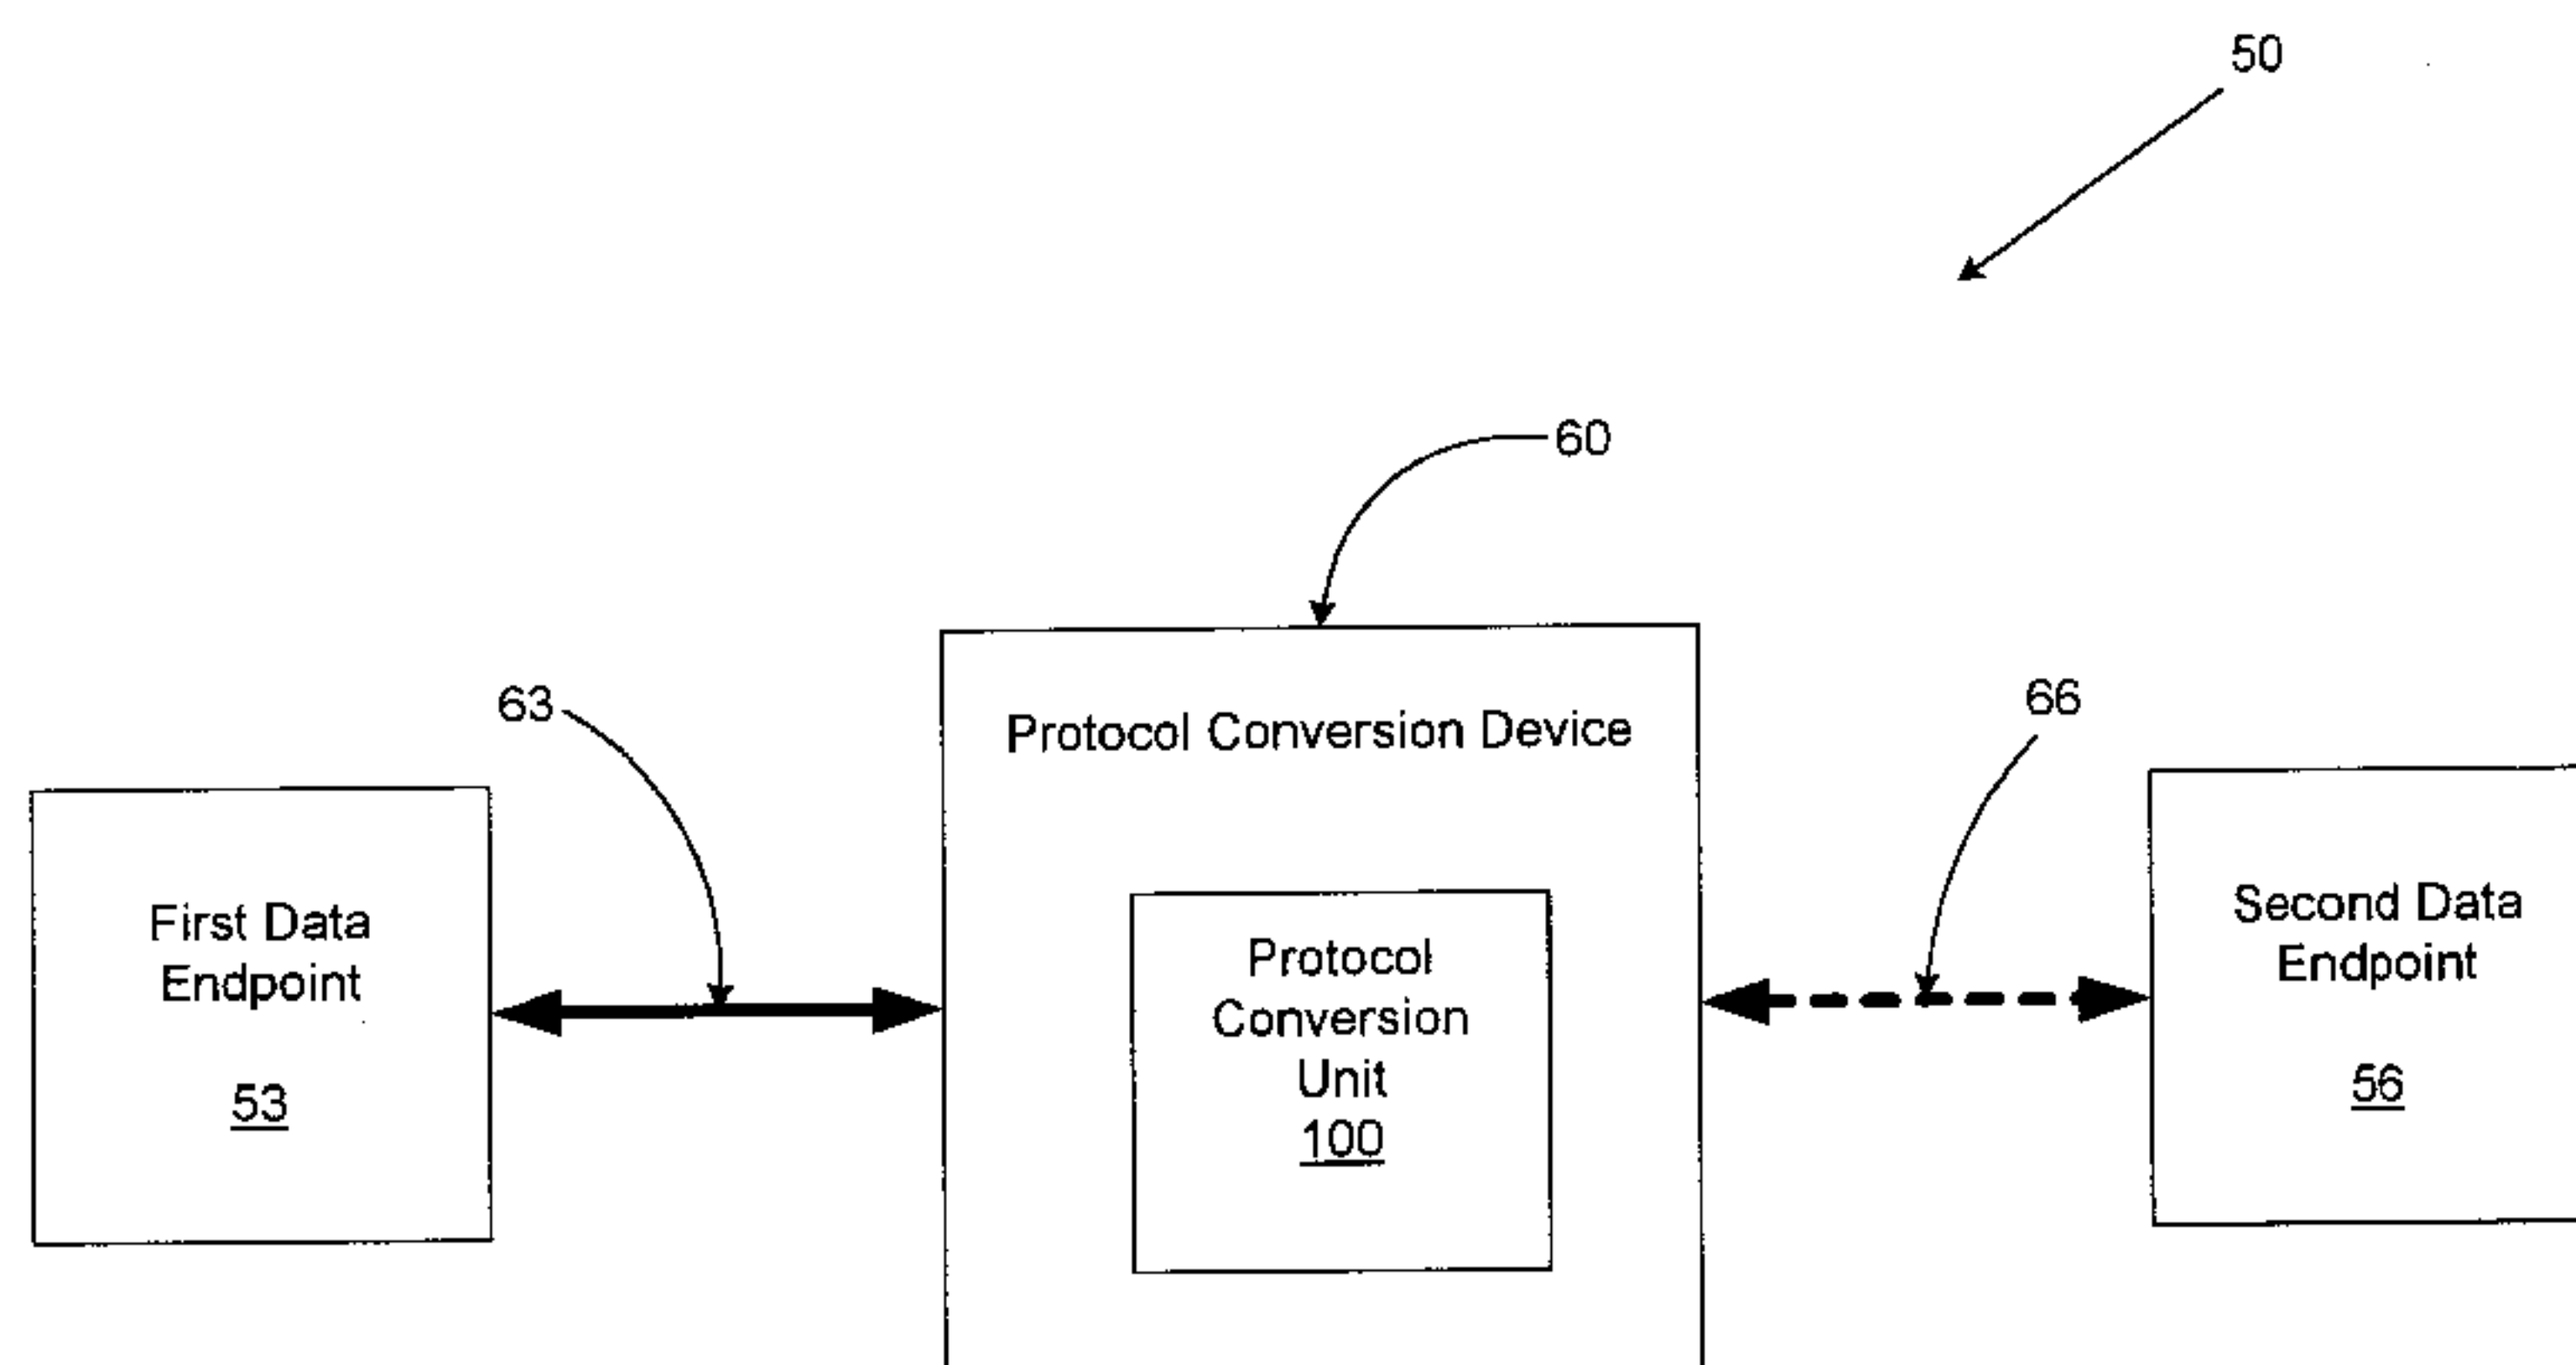 50
60
63
66
Protocol Conversion Device
First Data
Endpoint
53
Protocol
Conversion
Unit
100
Second Data
Endpoint
56